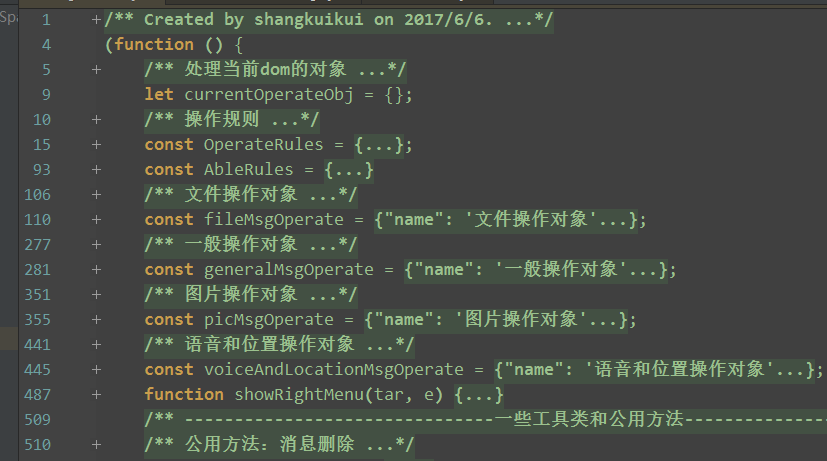 Spa
1 + /** Created by shangkuikui on 2017/6/6. ...*/
4 (function () {
5 + /** 处理当前dom的对象 ...*/
9 let currentOperateObj = {};
10 + /** 操作规则 ...*/
15 + const OperateRules = {...};
93 + const AbleRules = {...}
106 + /** 文件操作对象 ...*/
110 + const fileMsgOperate = {"name": '文件操作对象'...};
277 + /** 一般操作对象 ...*/
281 + const generalMsgOperate = {"name": '一般操作对象'...};
351 + /** 图片操作对象 ...*/
355 + const picMsgOperate = {"name": '图片操作对象'...};
441 + /** 语音和位置操作对象 ...*/
445 + const voiceAndLocationMsgOperate = {"name": '语音和位置操作对象'...};
487 + function showRightMenu(tar, e) {...}
509 /** -------------------------------一些工具类和公用方法---------------
510 + /** 公用方法：消息删除 ...*/